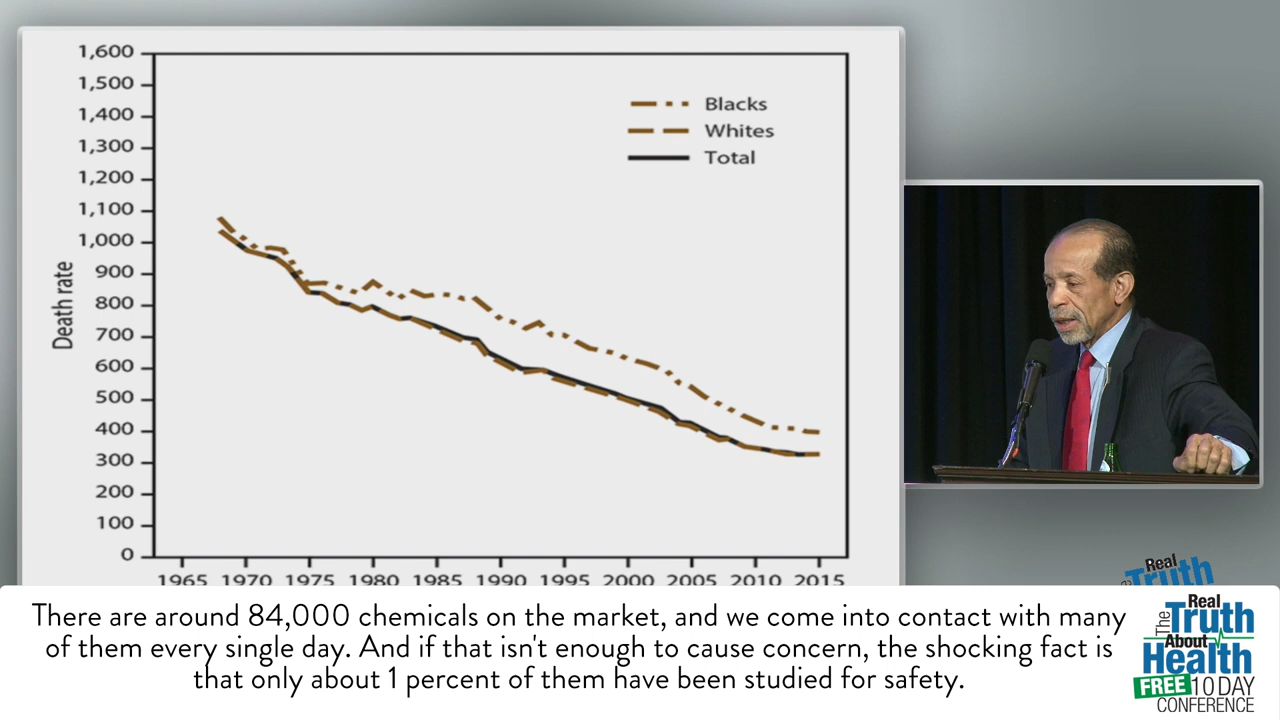 1,600
1,500
1,400
1,300
1,200
1,100
1,000
900
800
700
600
500
400
300
200
100
0
Death rate
Blacks
Whites
Total
1965 1970 1975 1980 1985 1990 1995 2000 2005 2010 2015
There are around 84,000 chemicals on the market, and we come into contact with many
of them every single day. And if that isn't enough to cause concern, the shocking fact is
that only about 1 percent of them have been studied for safety.
Real
Truth
The Real
Truth
About
Health
FREE 10 DAY
CONFERENCE